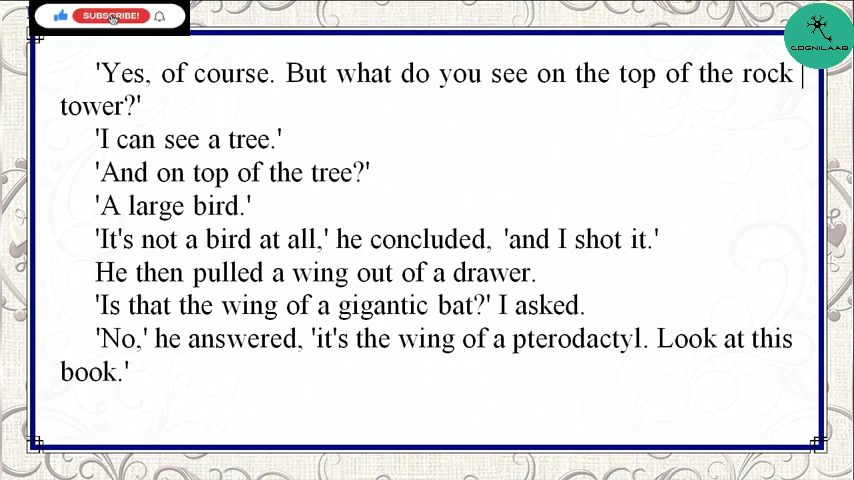 SUBSCRIBE!
COGNILAAB
'Yes, of course. But what do you see on the top of the rock
tower?'
'I can see a tree.'
'And on top of the tree?'
'A large bird.'
'It's not a bird at all,' he concluded, 'and I shot it.'
He then pulled a wing out of a drawer.
'Is that the wing of a gigantic bat?' I asked.
'No,' he answered, 'it's the wing of a pterodactyl. Look at this
book.'